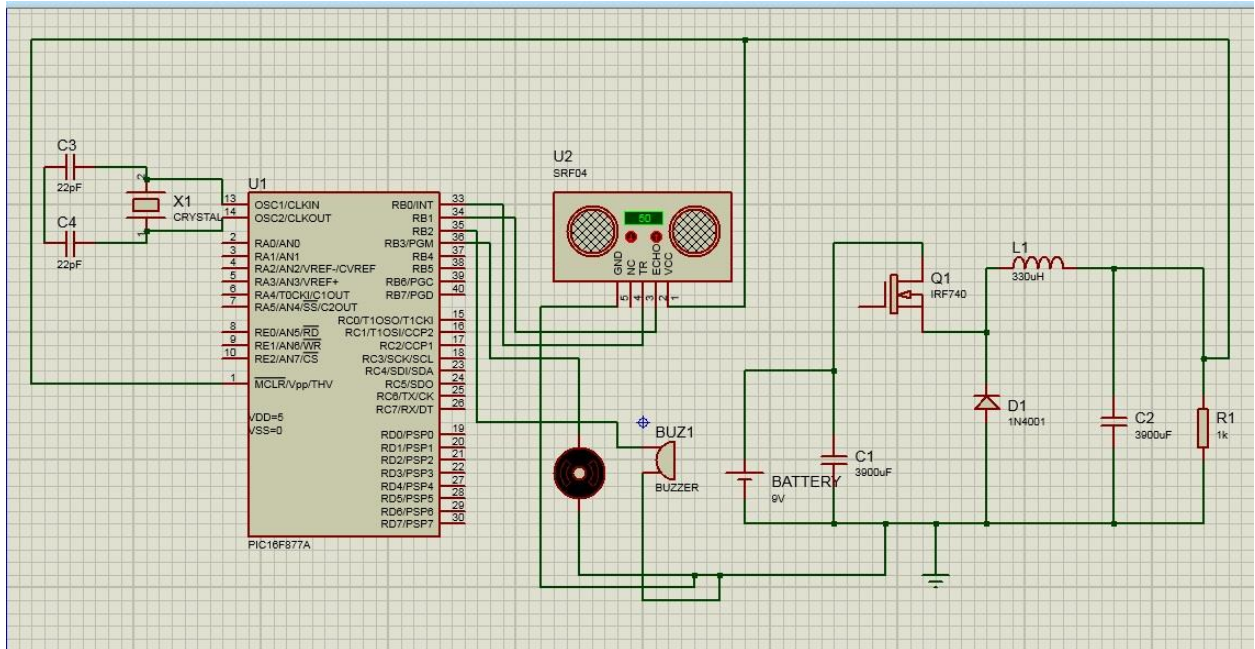 C3
22pF
C4
22pF
2
X1
CRYSTAL
1
U1
13 OSC1/CLKIN
14 OSC2/CLKOUT
2 RA0/AN0
3 RA1/AN1
4 RA2/AN2/VREF-/CVREF
5 RA3/AN3/VREF+
6 RA4/T0CKI/C1OUT
7 RA5/AN4/SS/C2OUT
8 RE0/AN5/RD
9 RE1/AN6/WR
10 RE2/AN7/CS
1 MCLR/Vpp/THV
VDD=5
VSS=0
RB0/INT 33
RB1 34
RB2 35
RB3/PGM 36
RB4 37
RB5 38
RB6/PGC 39
RB7/PGD 40
RC0/T1OSO/T1CKI 15
RC1/T1OSI/CCP2 16
RC2/CCP1 17
RC3/SCK/SCL 18
RC4/SDI/SDA 23
RC5/SDO 24
RC6/TX/CK 25
RC7/RX/DT 26
RD0/PSP0 19
RD1/PSP1 20
RD2/PSP2 21
RD3/PSP3 22
RD4/PSP4 27
RD5/PSP5 28
RD6/PSP6 29
RD7/PSP7 30
PIC16F877A
U2
SRF04
50
GND
NC
TR
ECHO
VCC
5
4
3
2
1
BUZ1
BUZZER
BATTERY
9V
C1
3900uF
Q1
IRF740
L1
330uH
D1
1N4001
C2
3900uF
R1
1k